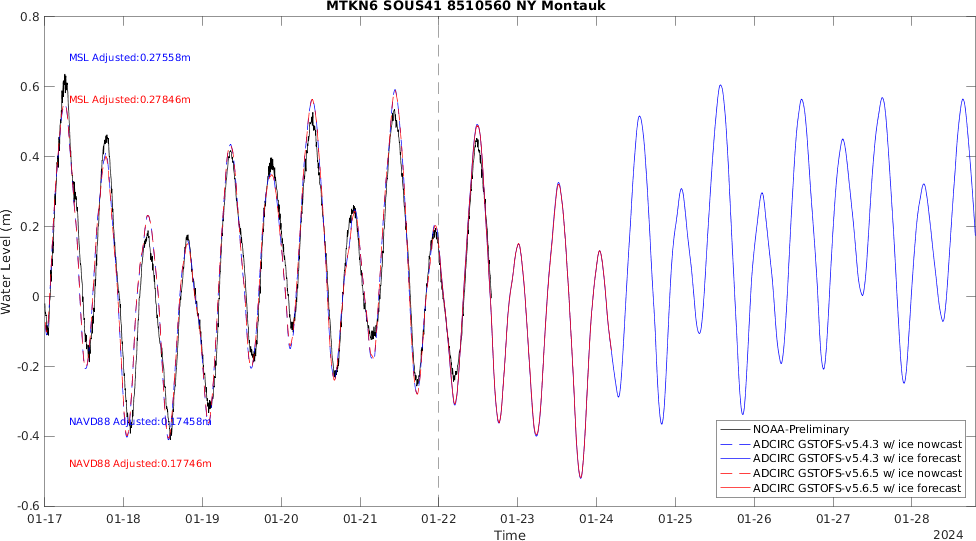 MTKN6 SOUS41 8510560 NY Montauk
0.8
0.6
0.4
0.2
0
-0.2
-0.4
-0.6
Water Level (m)
MSL Adjusted:0.27558m
MSL Adjusted:0.27846m
NAVD88 Adjusted:0.17458m
NAVD88 Adjusted:0.17746m
NOAA-Preliminary
ADCIRC GSTOFS-v5.4.3 w/ ice nowcast
ADCIRC GSTOFS-v5.4.3 w/ ice forecast
ADCIRC GSTOFS-v5.6.5 w/ ice nowcast
ADCIRC GSTOFS-v5.6.5 w/ ice forecast
01-17 01-18 01-19 01-20 01-21 01-22 01-23 01-24 01-25 01-26 01-27 01-28
Time
2024